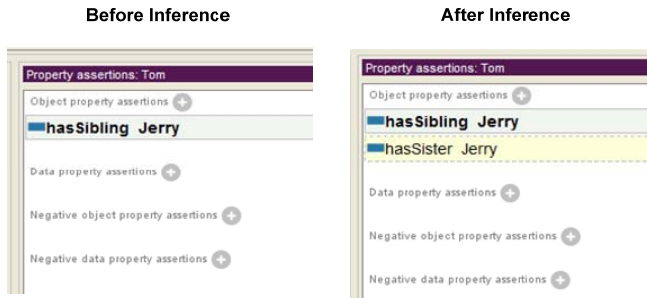 Before Inference
Property assertions: Tom
Object property assertions
hasSibling Jerry
Data property assertions
Negative object property assertions
Negative data property assertions
After Inference
Property assertions: Tom
Object property assertions
hasSibling Jerry
hasSister Jerry
Data property assertions
Negative object property assertions
Negative data property assertions